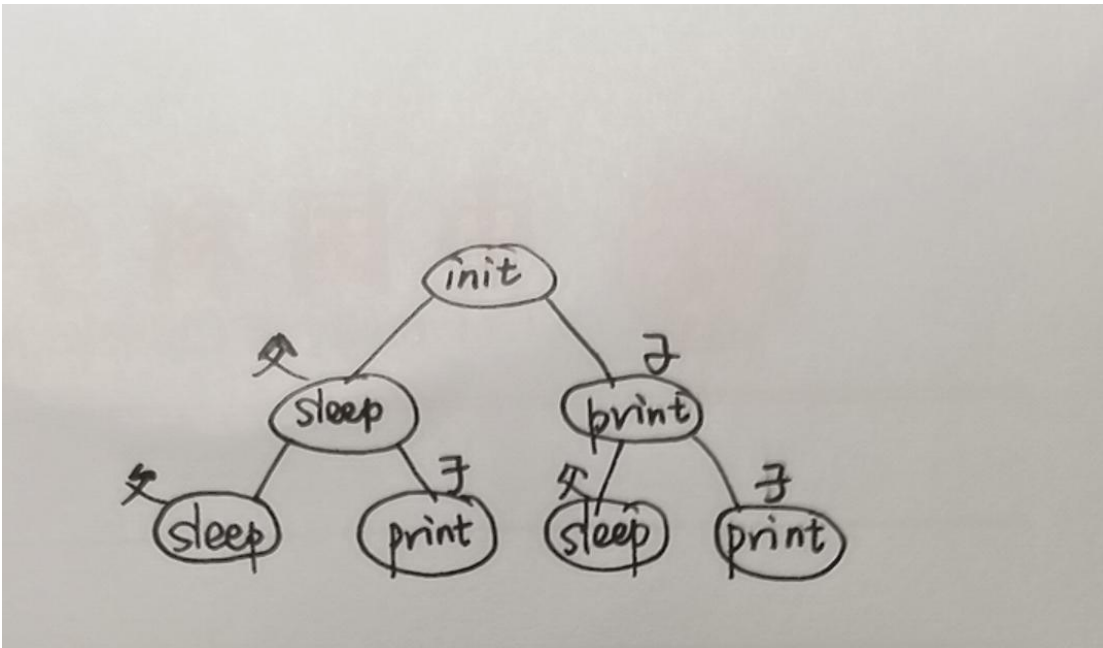 init
父 子
sleep print
父 子 父 子
sleep print sleep print